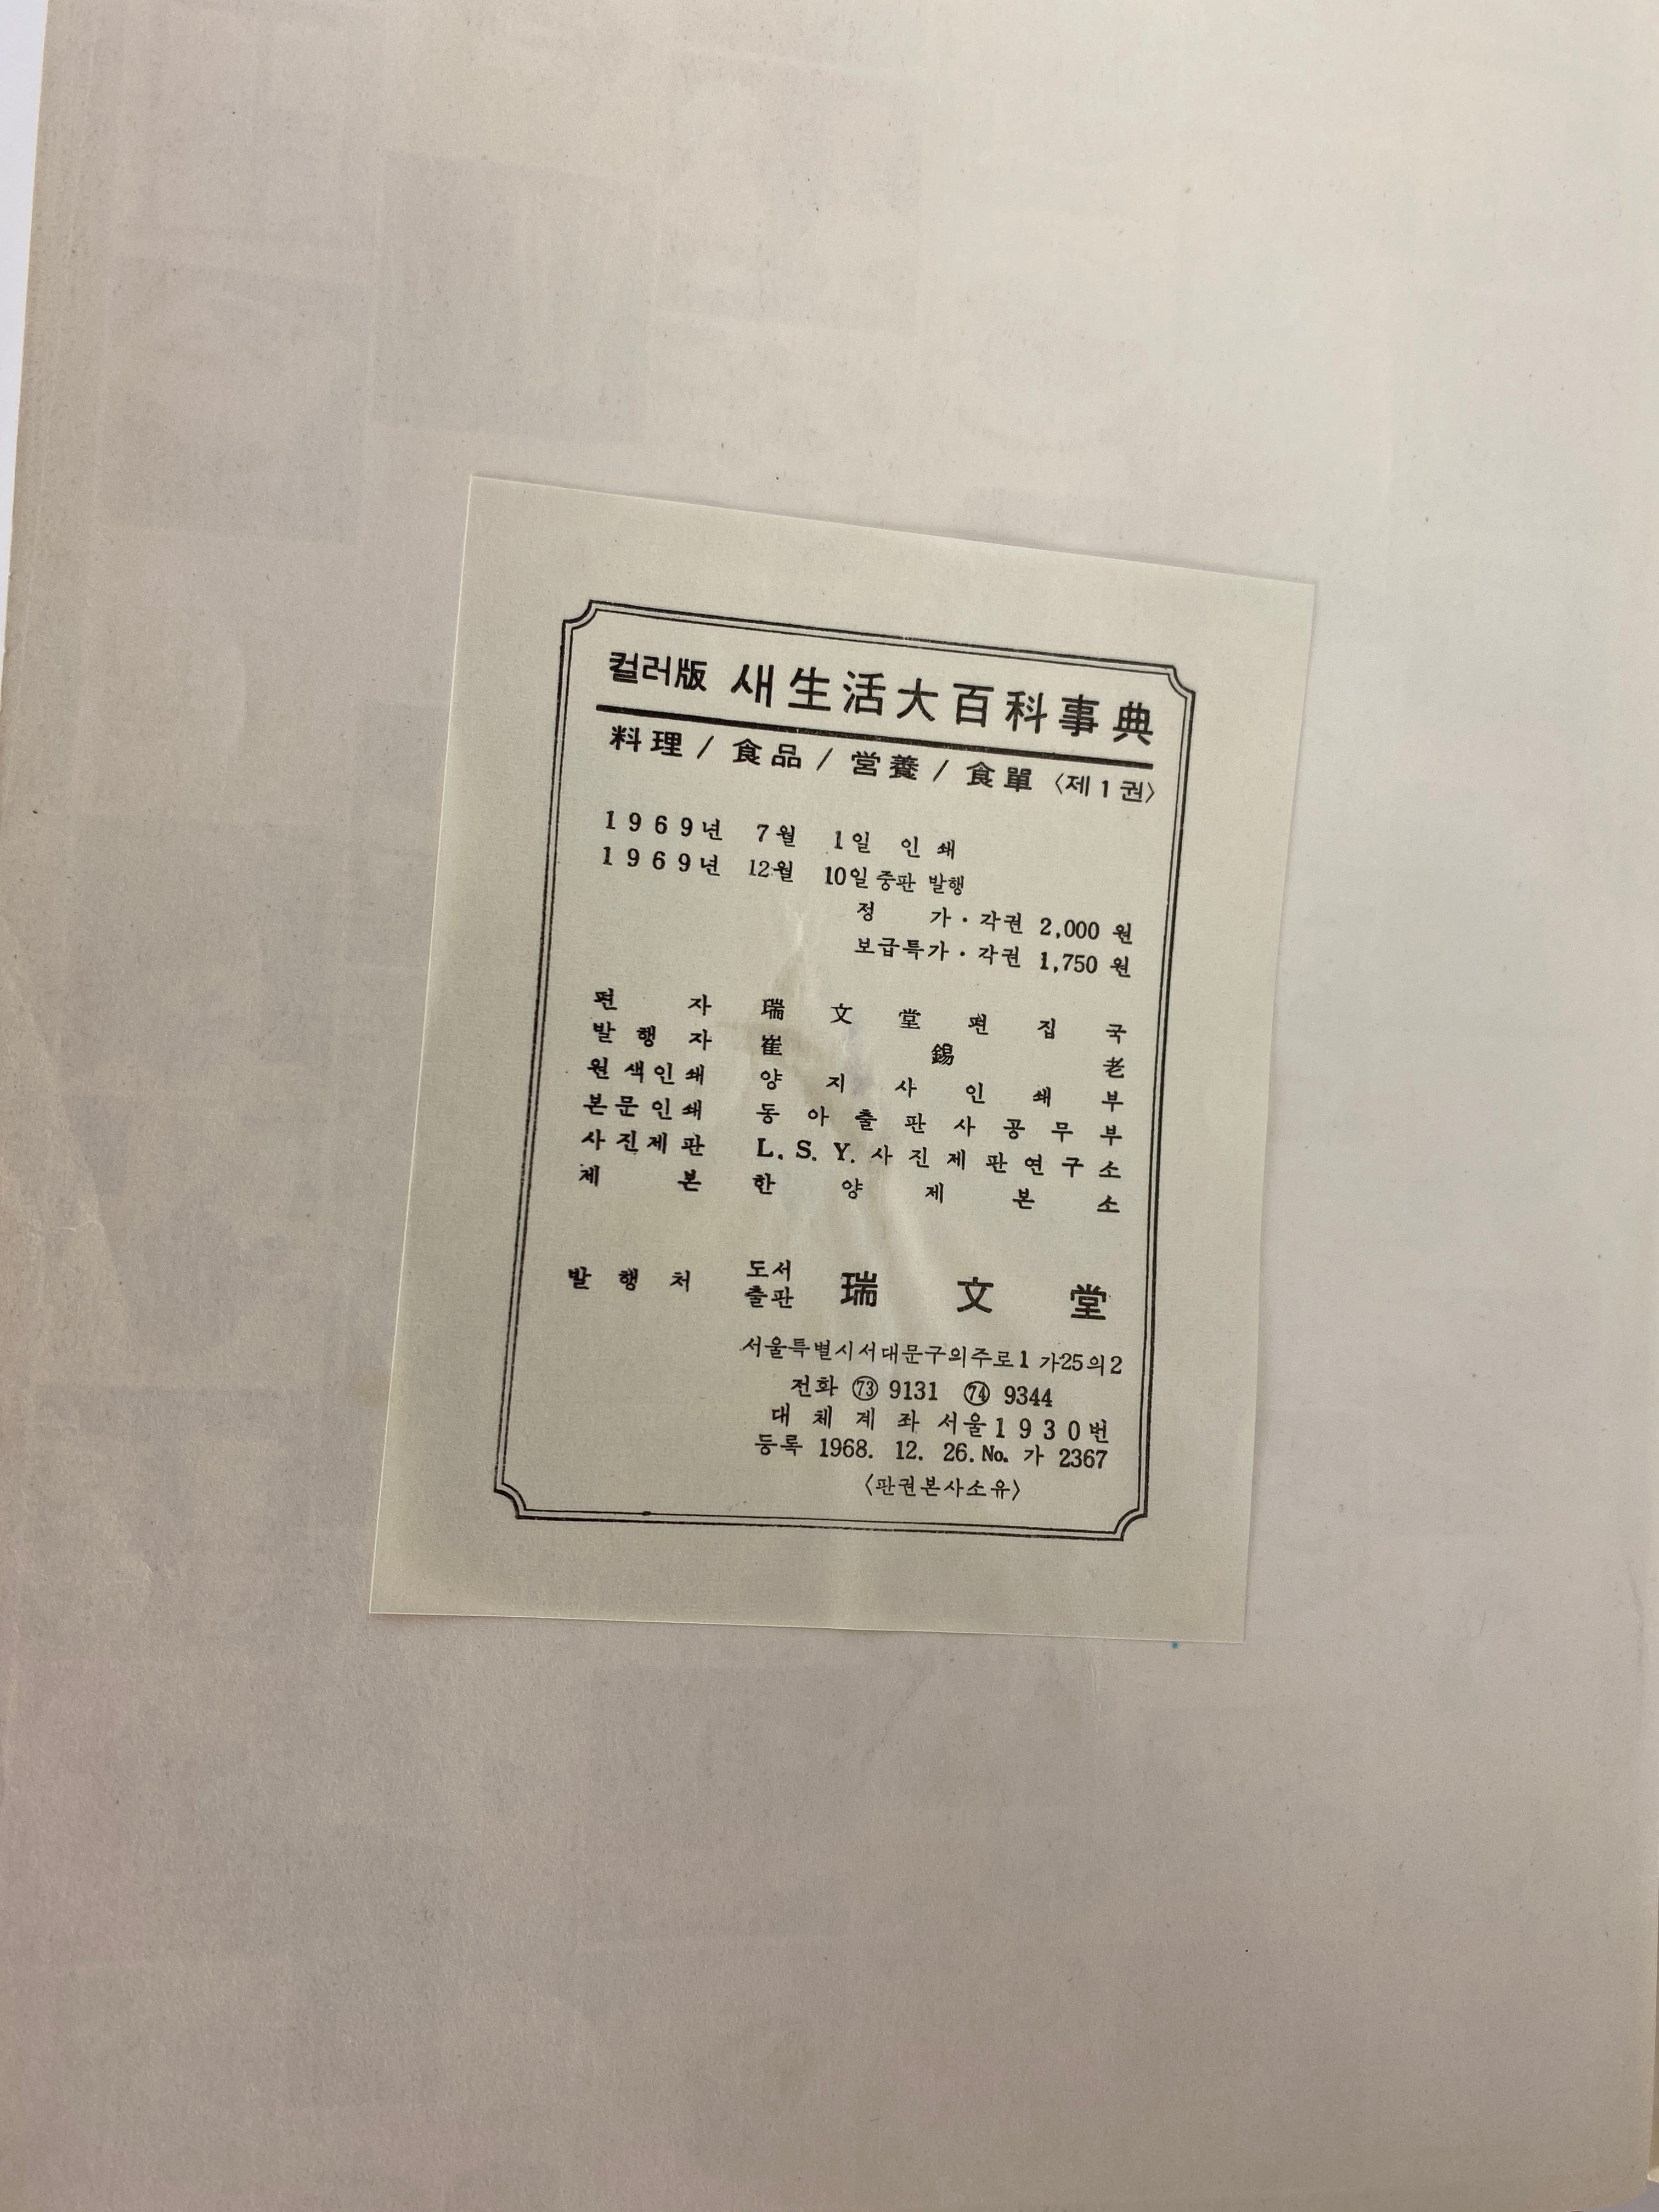 컬러版 새生活大百科事典
料理 / 食品 / 営養 / 食單 〈제1권〉
1969년 7월 1일 인쇄
1969년 12월 10일 중판 발행
정 가 · 각권 2,000 원
보급특가 · 각권 1,750 원
편 자 瑞文堂편집국
발행자 崔錫老
원색인쇄 양지사인쇄부
본문인쇄 동아출판사공무부
사진제판 L. S. Y. 사진제판연구소
제 본 한양제본소
발행처 도서출판 瑞文堂
서울특별시서대문구의주로1가25의2
전화 ㊆㊂ 9131 ㊆㊃ 9344
대체계좌 서울1930번
등록 1968. 12. 26. No. 가 2367
〈판권본사소유〉